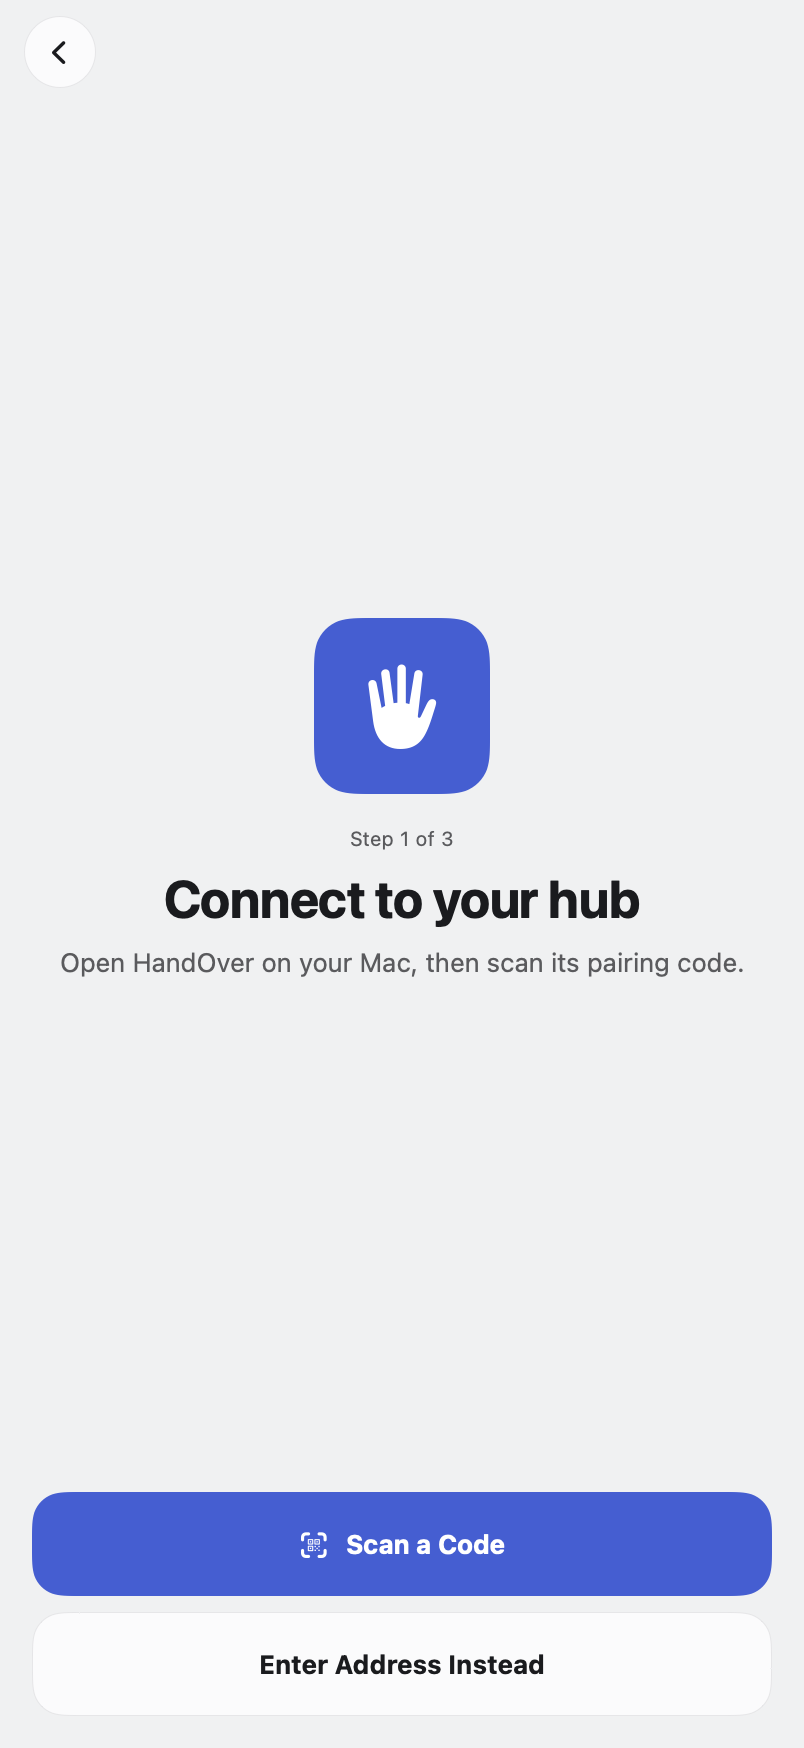 Step 1 of 3
Connect to your hub
Open HandOver on your Mac, then scan its pairing code.
Scan a Code
Enter Address Instead